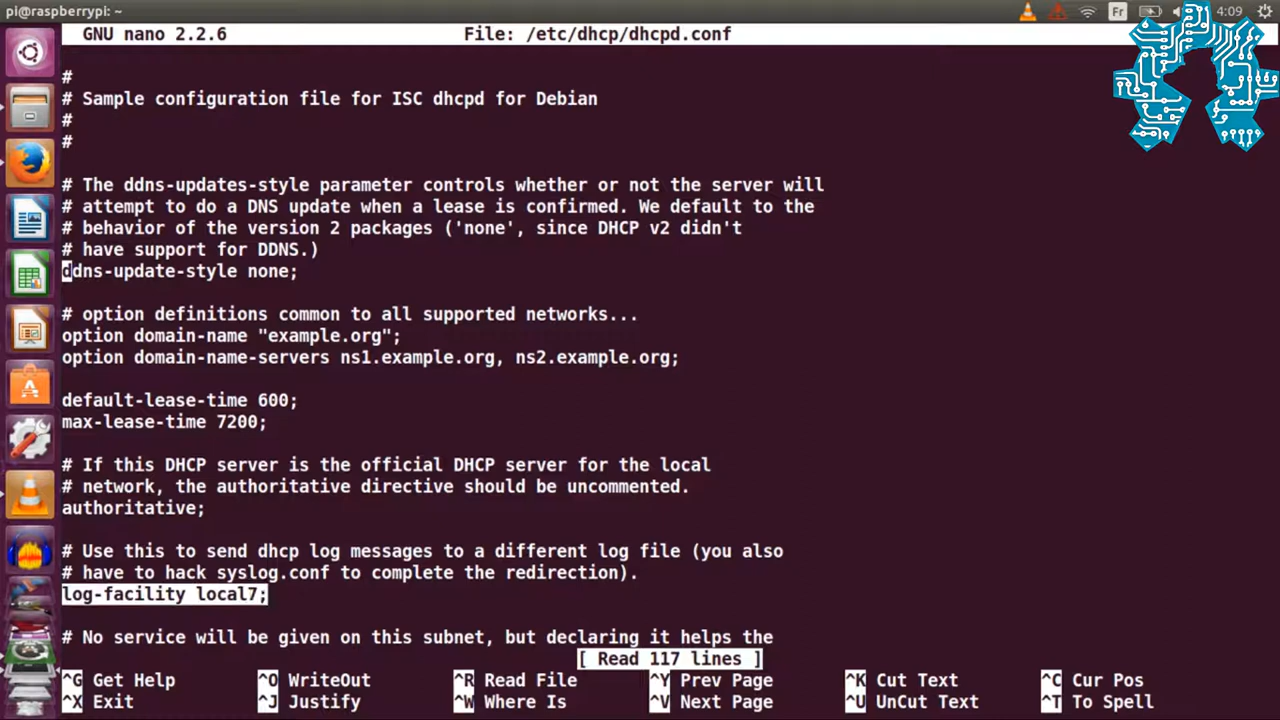 pi@raspberrypi: ~
Fr
4:09
GNU nano 2.2.6 File: /etc/dhcp/dhcpd.conf
#
# Sample configuration file for ISC dhcpd for Debian
#
#
# The ddns-updates-style parameter controls whether or not the server will
# attempt to do a DNS update when a lease is confirmed. We default to the
# behavior of the version 2 packages ('none', since DHCP v2 didn't
# have support for DDNS.)
ddns-update-style none;
# option definitions common to all supported networks...
option domain-name "example.org";
option domain-name-servers ns1.example.org, ns2.example.org;
default-lease-time 600;
max-lease-time 7200;
# If this DHCP server is the official DHCP server for the local
# network, the authoritative directive should be uncommented.
authoritative;
# Use this to send dhcp log messages to a different log file (you also
# have to hack syslog.conf to complete the redirection).
log-facility local7;
# No service will be given on this subnet, but declaring it helps the
[ Read 117 lines ]
^G Get Help ^O WriteOut ^R Read File ^Y Prev Page ^K Cut Text ^C Cur Pos
^X Exit ^J Justify ^W Where Is ^V Next Page ^U UnCut Text ^T To Spell